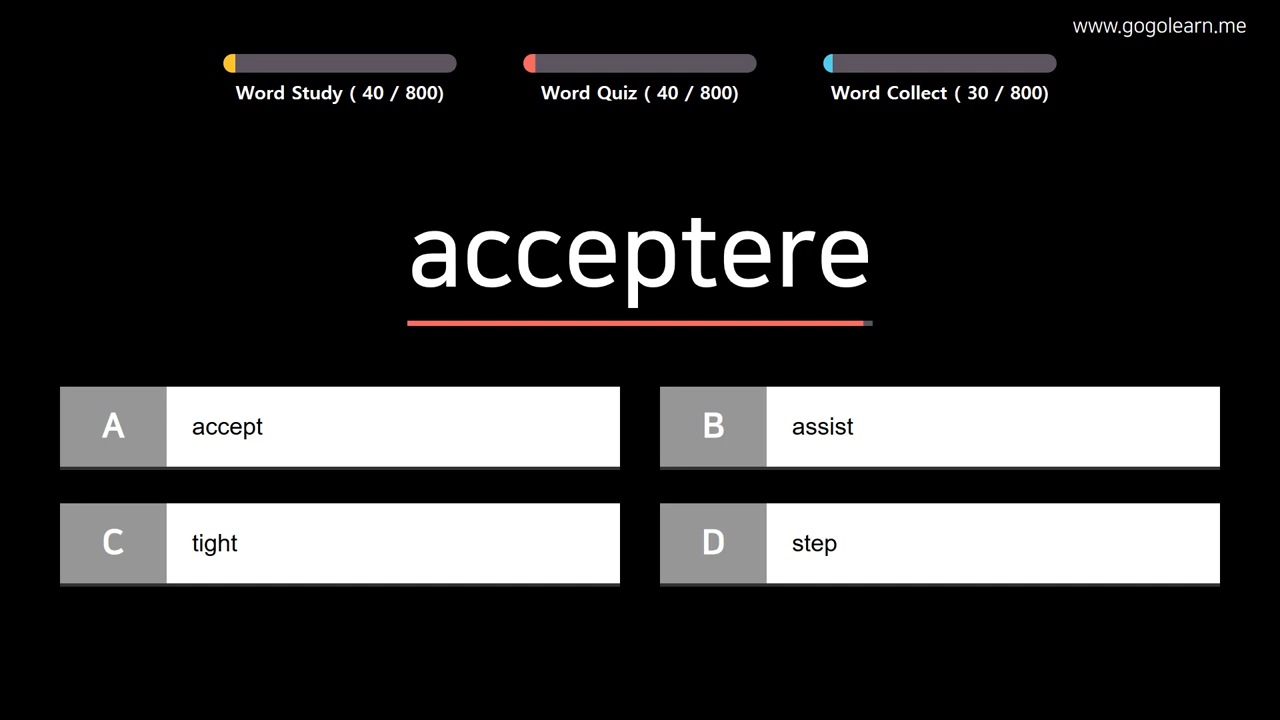 www.gogolearn.me
Word Study ( 40 / 800)
Word Quiz ( 40 / 800)
Word Collect ( 30 / 800)
acceptere
A accept
B assist
C tight
D step